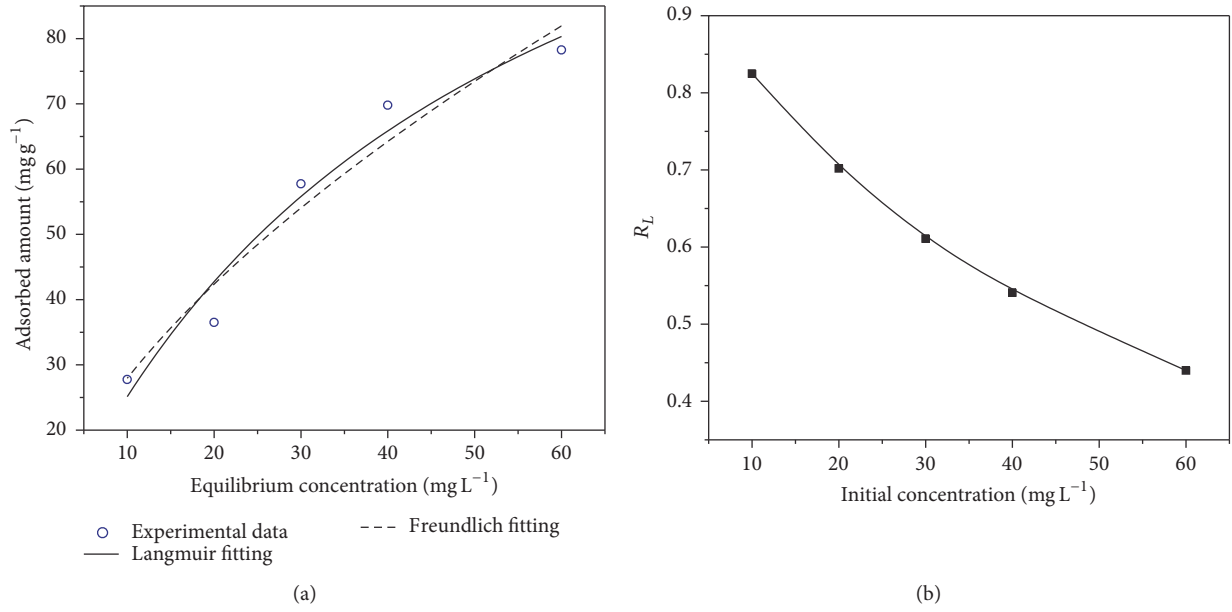 80
70
60
50
40
30
20
Adsorbed amount (mg g⁻¹)
10 20 30 40 50 60
Equilibrium concentration (mg L⁻¹)
Experimental data
Langmuir fitting
Freundlich fitting
(a)
0.9
0.8
0.7
0.6
0.5
0.4
R_L
10 20 30 40 50 60
Initial concentration (mg L⁻¹)
(b)